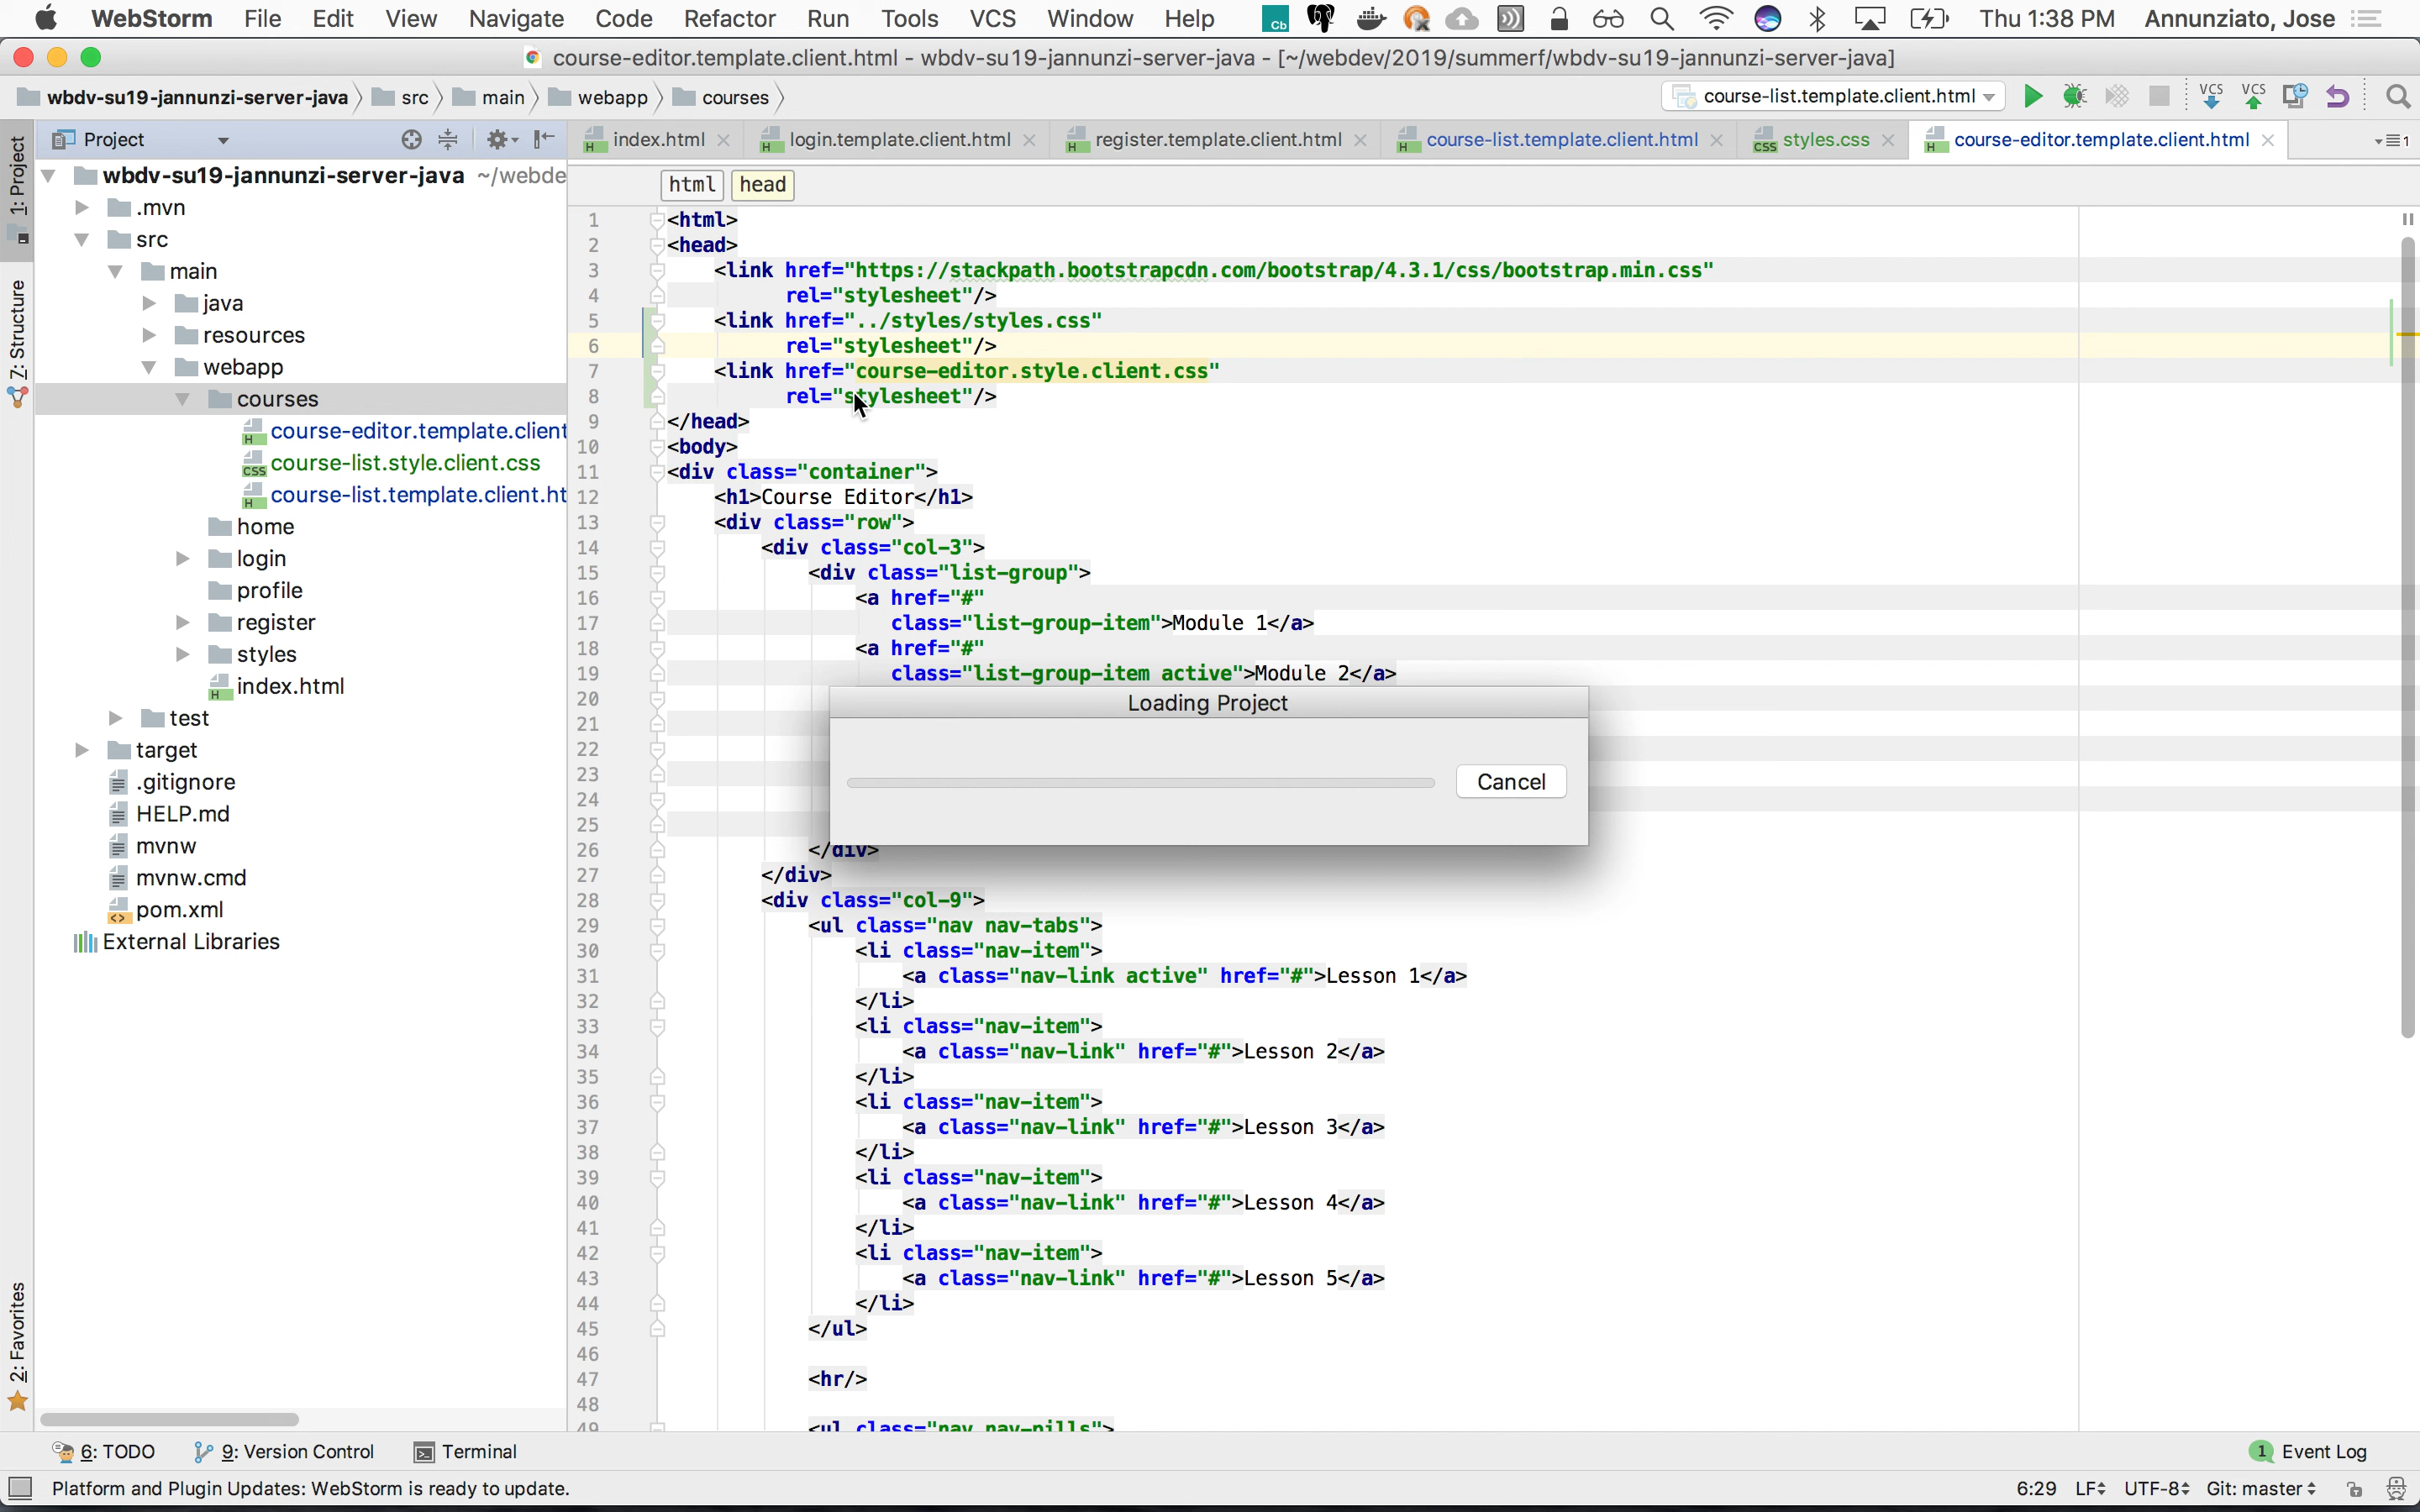 WebStorm File Edit View Navigate Code Refactor Run Tools VCS Window Help Cb Thu 1:38 PM Annunziato, Jose
course-editor.template.client.html - wbdv-su19-jannunzi-server-java - [~/webdev/2019/summerf/wbdv-su19-jannunzi-server-java]
wbdv-su19-jannunzi-server-java src main webapp courses course-list.template.client.html VCS VCS
Project index.html login.template.client.html register.template.client.html course-list.template.client.html styles.css course-editor.template.client.html 1
1: Project
7: Structure
2: Favorites
wbdv-su19-jannunzi-server-java ~/webde
.mvn
src
main
java
resources
webapp
courses
course-editor.template.client
course-list.style.client.css
course-list.template.client.ht
home
login
profile
register
styles
index.html
test
target
.gitignore
HELP.md
mvnw
mvnw.cmd
pom.xml
External Libraries
html head
1 <html>
2 <head>
3 <link href="https://stackpath.bootstrapcdn.com/bootstrap/4.3.1/css/bootstrap.min.css"
4 rel="stylesheet"/>
5 <link href="../styles/styles.css"
6 rel="stylesheet"/>
7 <link href="course-editor.style.client.css"
8 rel="stylesheet"/>
9 </head>
10 <body>
11 <div class="container">
12 <h1>Course Editor</h1>
13 <div class="row">
14 <div class="col-3">
15 <div class="list-group">
16 <a href="#"
17 class="list-group-item">Module 1</a>
18 <a href="#"
19 class="list-group-item active">Module 2</a>
20
21
22
23
24
25
Loading Project
Cancel
26 </div>
27 </div>
28 <div class="col-9">
29 <ul class="nav nav-tabs">
30 <li class="nav-item">
31 <a class="nav-link active" href="#">Lesson 1</a>
32 </li>
33 <li class="nav-item">
34 <a class="nav-link" href="#">Lesson 2</a>
35 </li>
36 <li class="nav-item">
37 <a class="nav-link" href="#">Lesson 3</a>
38 </li>
39 <li class="nav-item">
40 <a class="nav-link" href="#">Lesson 4</a>
41 </li>
42 <li class="nav-item">
43 <a class="nav-link" href="#">Lesson 5</a>
44 </li>
45 </ul>
46
47 <hr/>
48
49 <ul class="nav nav-pills">
6: TODO 9: Version Control Terminal 1 Event Log
Platform and Plugin Updates: WebStorm is ready to update. 6:29 LF UTF-8 Git: master